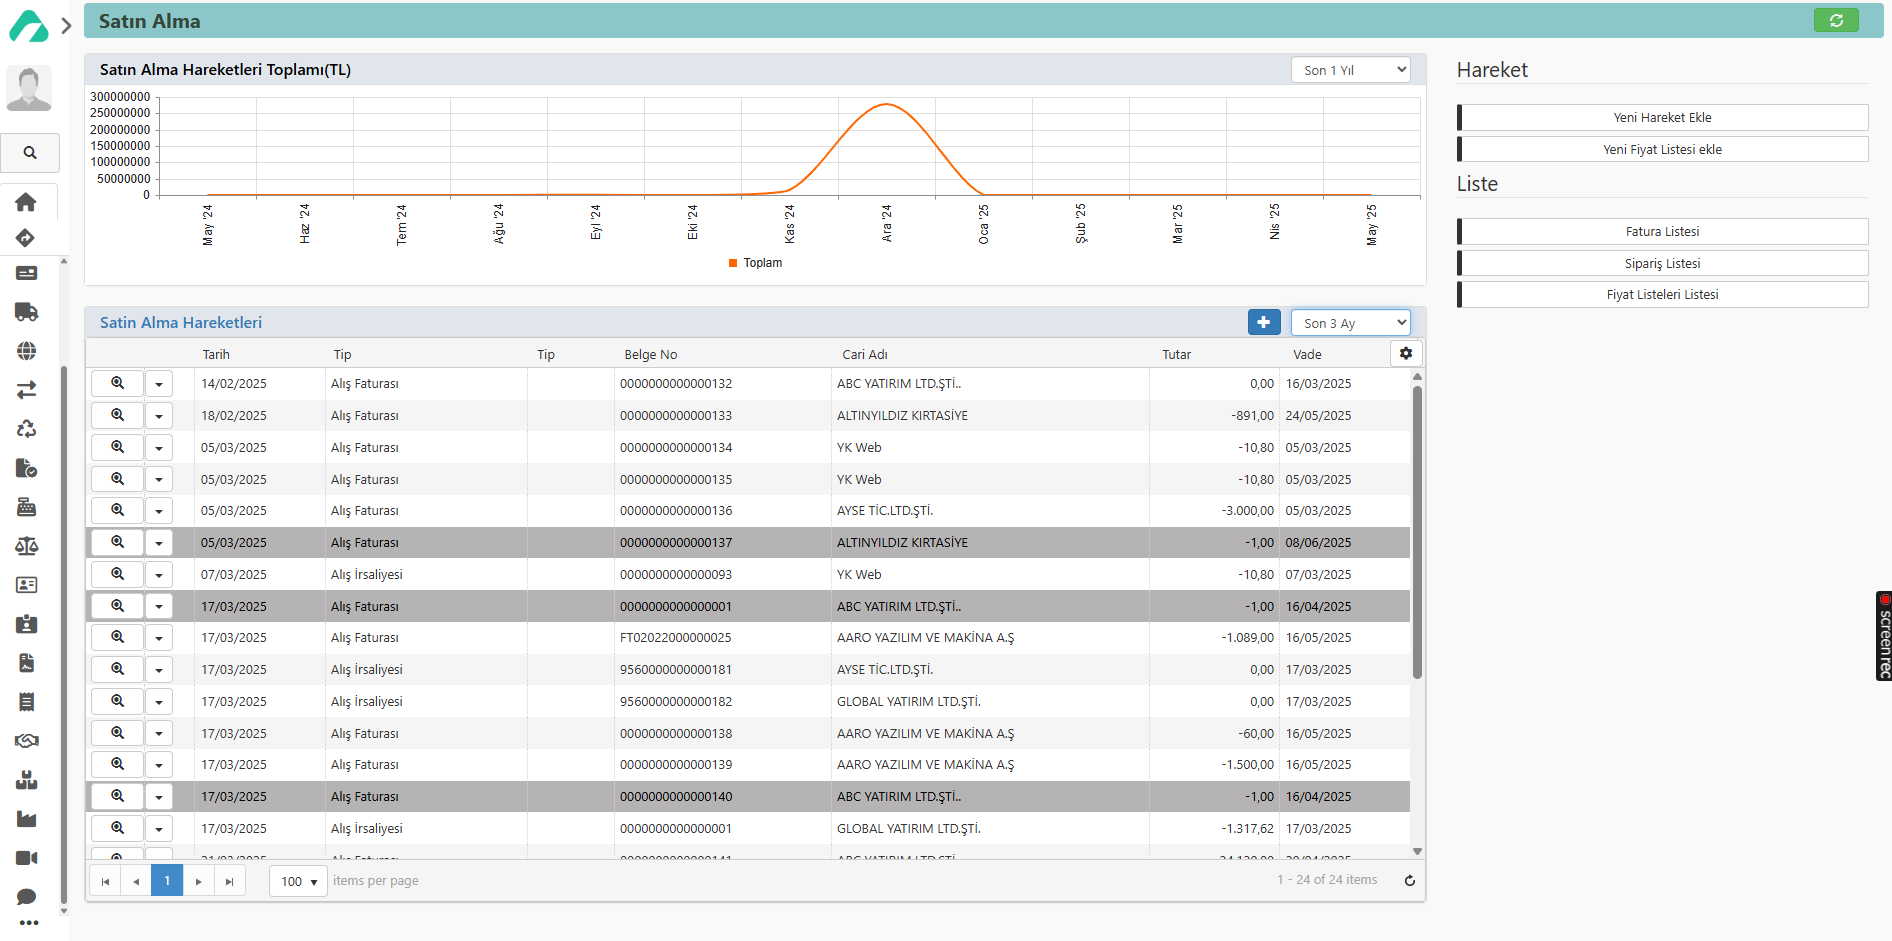 Satın Alma
Satın Alma Hareketleri Toplamı(TL)
Son 1 Yıl
300000000
250000000
200000000
150000000
100000000
50000000
0
May '24
Haz '24
Tem '24
Ağu '24
Eyl '24
Eki '24
Kas '24
Ara '24
Oca '25
Şub '25
Mar '25
Nis '25
May '25
Toplam
Satin Alma Hareketleri
Son 3 Ay
Tarih Tip Tip Belge No Cari Adı Tutar Vade
14/02/2025 Alış Faturası 0000000000000132 ABC YATIRIM LTD.ŞTİ.. 0,00 16/03/2025
18/02/2025 Alış Faturası 0000000000000133 ALTINYILDIZ KIRTASİYE -891,00 24/05/2025
05/03/2025 Alış Faturası 0000000000000134 YK Web -10,80 05/03/2025
05/03/2025 Alış Faturası 0000000000000135 YK Web -10,80 05/03/2025
05/03/2025 Alış Faturası 0000000000000136 AYSE TİC.LTD.ŞTİ. -3.000,00 05/03/2025
05/03/2025 Alış Faturası 0000000000000137 ALTINYILDIZ KIRTASİYE -1,00 08/06/2025
07/03/2025 Alış İrsaliyesi 0000000000000093 YK Web -10,80 07/03/2025
17/03/2025 Alış Faturası 0000000000000001 ABC YATIRIM LTD.ŞTİ.. -1,00 16/04/2025
17/03/2025 Alış Faturası FT02022000000025 AARO YAZILIM VE MAKİNA A.Ş -1.089,00 16/05/2025
17/03/2025 Alış İrsaliyesi 9560000000000181 AYSE TİC.LTD.ŞTİ. 0,00 17/03/2025
17/03/2025 Alış İrsaliyesi 9560000000000182 GLOBAL YATIRIM LTD.ŞTİ. 0,00 17/03/2025
17/03/2025 Alış Faturası 0000000000000138 AARO YAZILIM VE MAKİNA A.Ş -60,00 16/05/2025
17/03/2025 Alış Faturası 0000000000000139 AARO YAZILIM VE MAKİNA A.Ş -1.500,00 16/05/2025
17/03/2025 Alış Faturası 0000000000000140 ABC YATIRIM LTD.ŞTİ.. -1,00 16/04/2025
17/03/2025 Alış İrsaliyesi 0000000000000001 GLOBAL YATIRIM LTD.ŞTİ. -1.317,62 17/03/2025
1 100 items per page 1 - 24 of 24 items
Hareket
Yeni Hareket Ekle
Yeni Fiyat Listesi ekle
Liste
Fatura Listesi
Sipariş Listesi
Fiyat Listeleri Listesi
screen rec